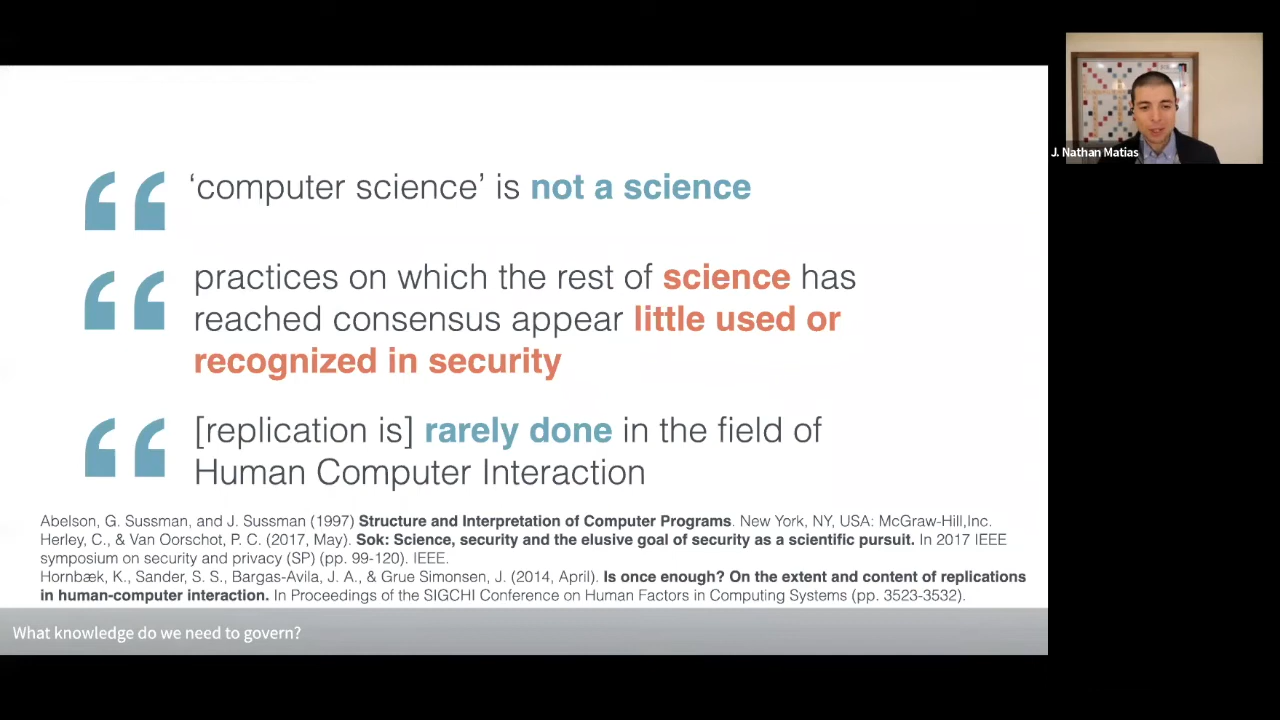 ‘computer science’ is not a science
practices on which the rest of science has
reached consensus appear little used or
recognized in security
[replication is] rarely done in the field of
Human Computer Interaction
Abelson, G. Sussman, and J. Sussman (1997) Structure and Interpretation of Computer Programs. New York, NY, USA: McGraw-Hill,Inc.
Herley, C., & Van Oorschot, P. C. (2017, May). Sok: Science, security and the elusive goal of security as a scientific pursuit. In 2017 IEEE
symposium on security and privacy (SP) (pp. 99-120). IEEE.
Hornbæk, K., Sander, S. S., Bargas-Avila, J. A., & Grue Simonsen, J. (2014, April). Is once enough? On the extent and content of replications
in human-computer interaction. In Proceedings of the SIGCHI Conference on Human Factors in Computing Systems (pp. 3523-3532).
What knowledge do we need to govern?
J. Nathan Matias